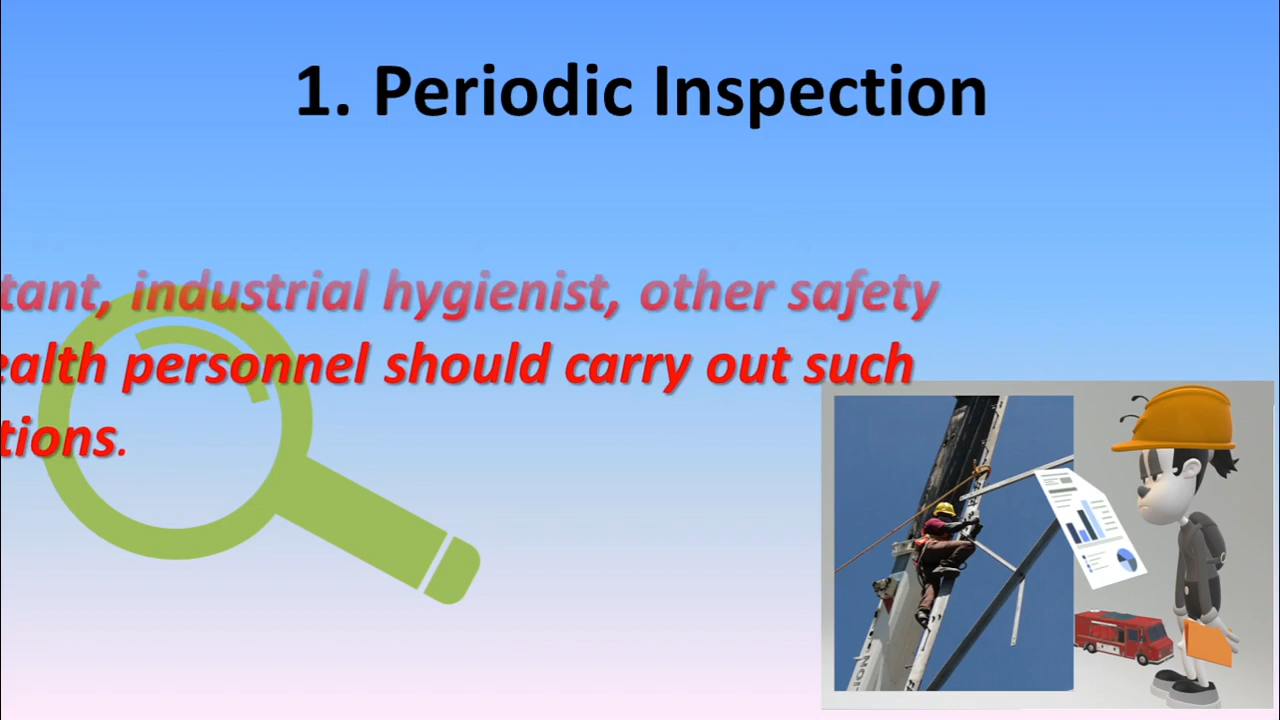 1. Periodic Inspection
tant, industrial hygienist, other safety
ealth personnel should carry out such
tions.